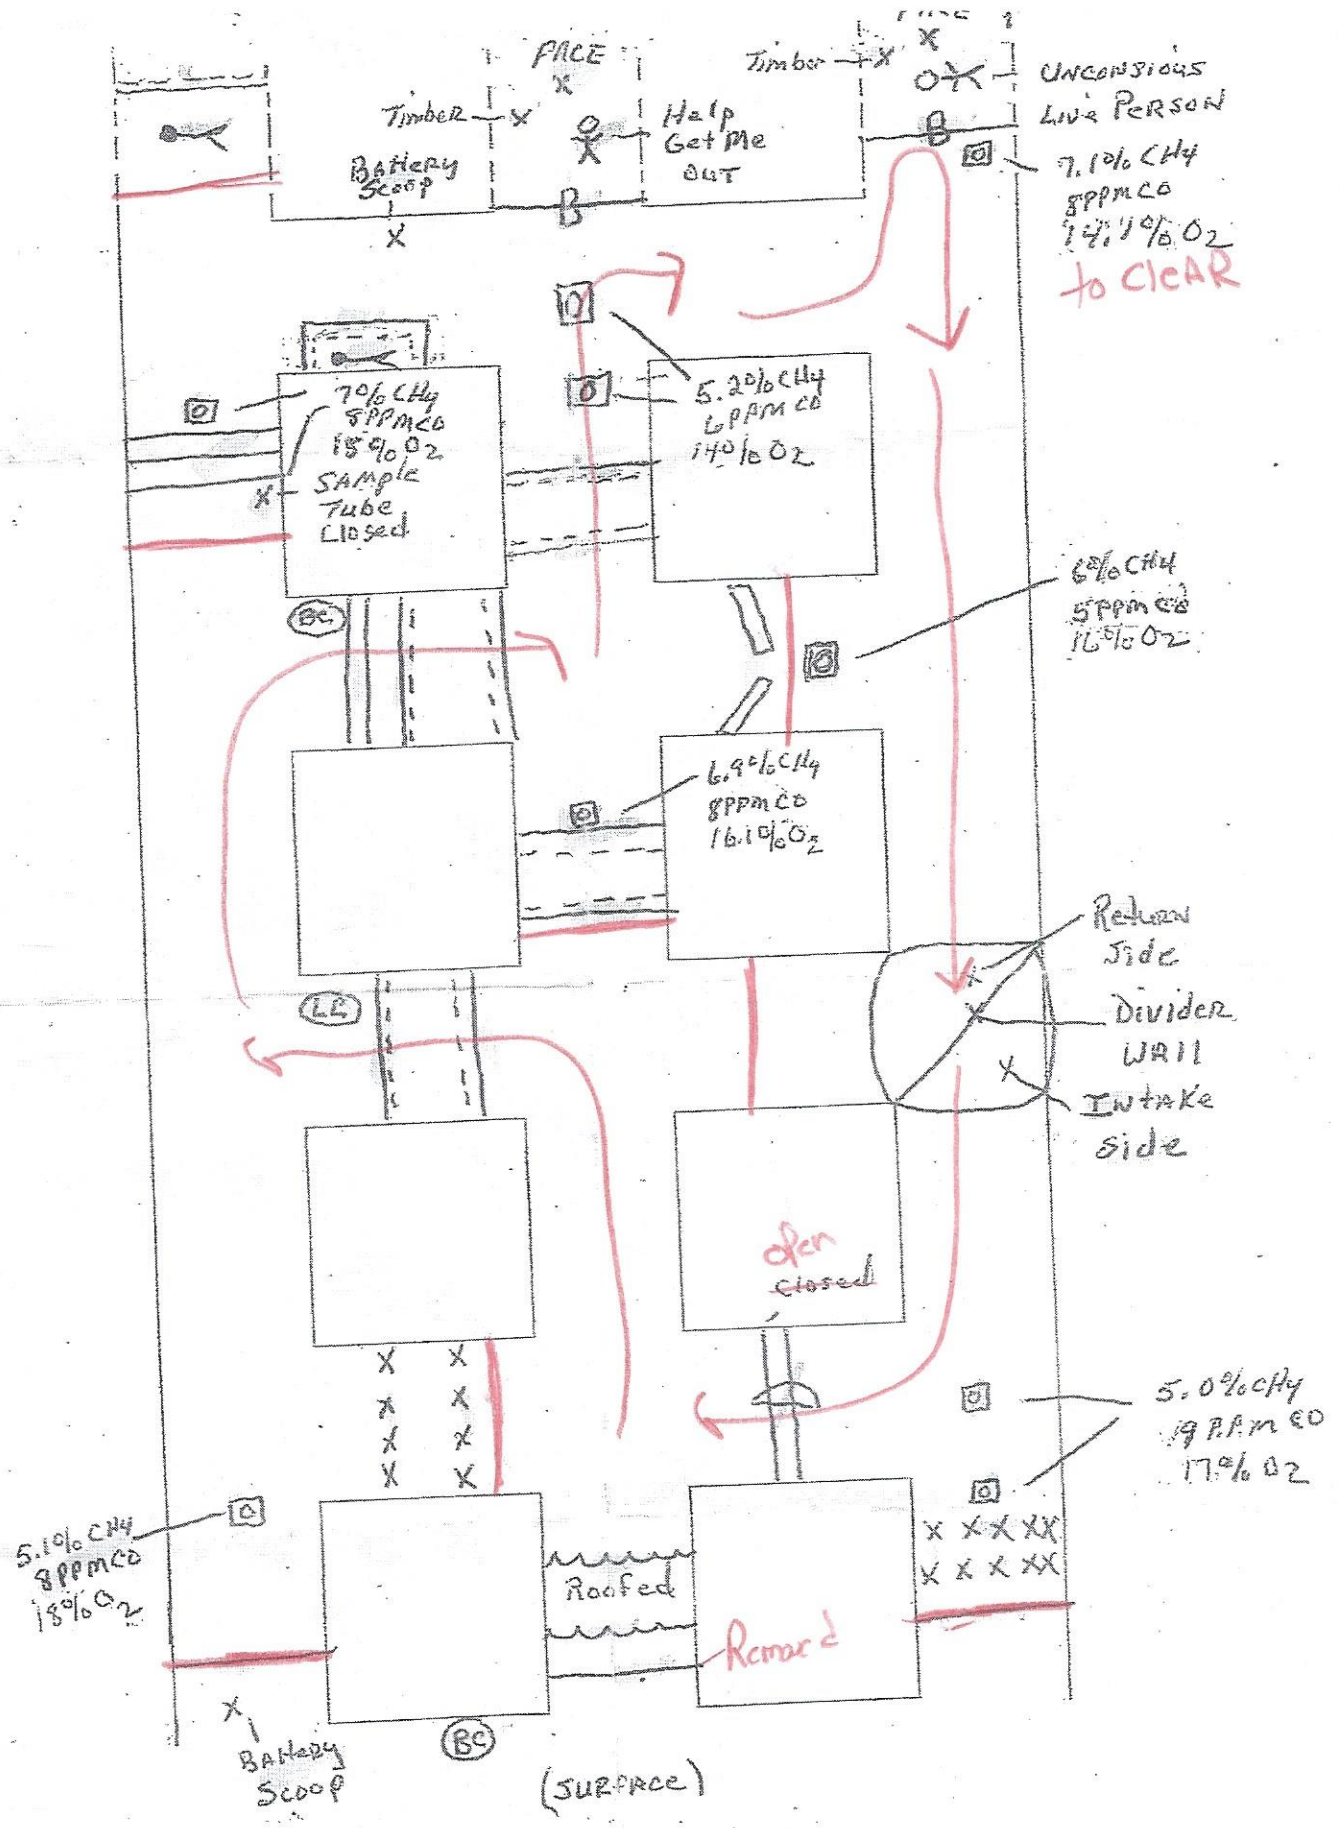 FACE
FACE
Timber
UNCONSIOUS
Live PERSON
Timber
Help
Get Me
OUT
BAttery
Scoop
B
B
X
7.1% CH4
8PPM CO
14.1% O2
to CleAR
7% CH4
8PPM CO
18% O2
SAMple
Tube
Closed
5.2% CH4
6PPM CO
14% O2
6% CH4
5PPM CO
16% O2
BC
6.9% CH4
8PPM CO
16.1% O2
Return
Side
Divider
WAll
INtAKe
Side
open
closed
5.0% CH4
19 P.P.M CO
17% O2
5.1% CH4
8PPM CO
18% O2
X X
X X
X X
X X
X X X XX
X X X XX
Roofed
BAttery
Scoop
BC
(SURFACE)